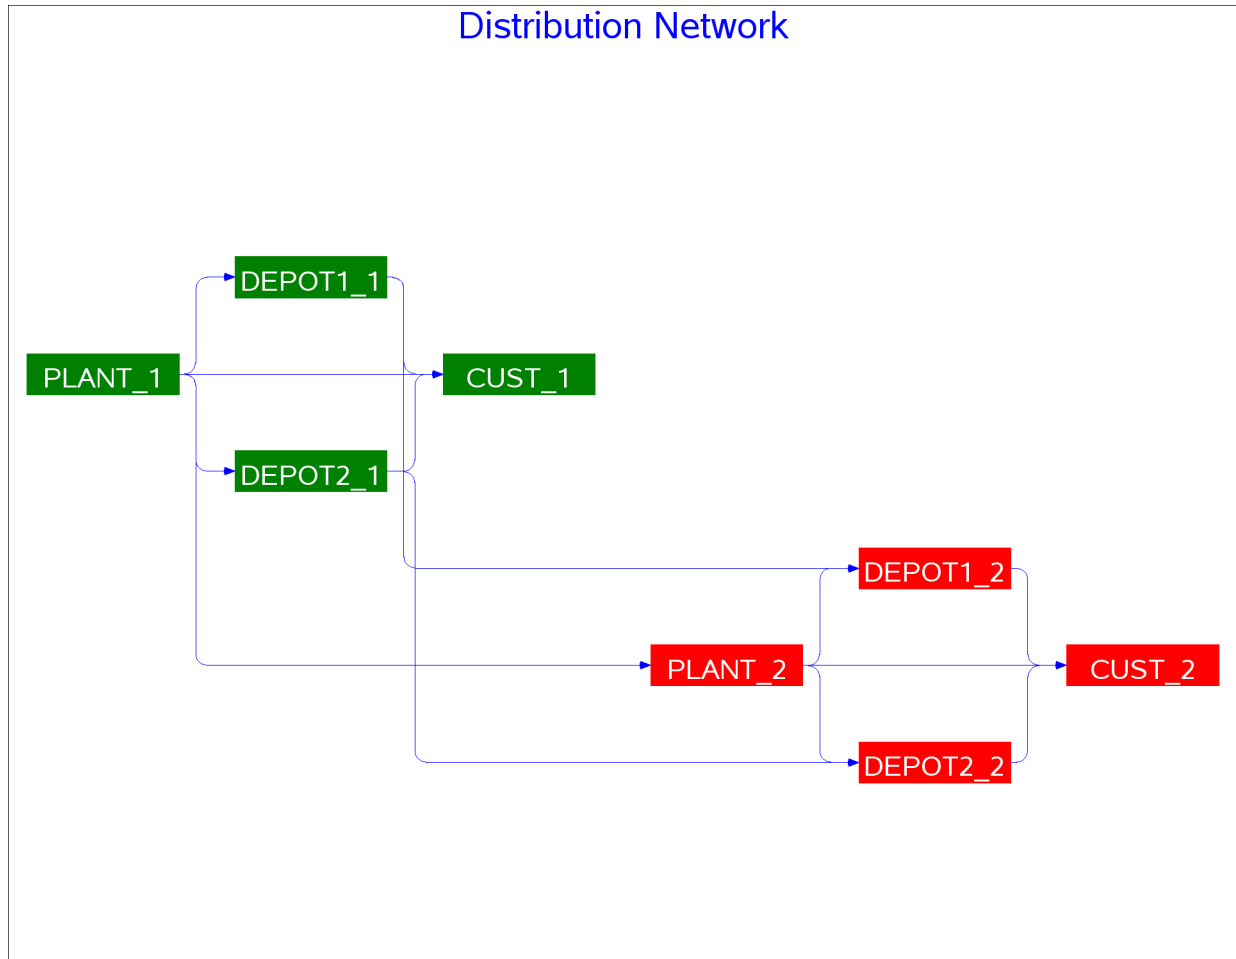 Distribution Network
DEPOT1_1
PLANT_1
CUST_1
DEPOT2_1
DEPOT1_2
PLANT_2
CUST_2
DEPOT2_2